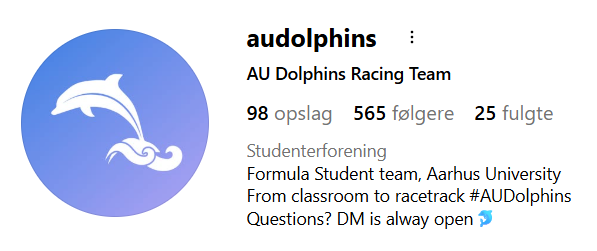 audolphins
AU Dolphins Racing Team
98 opslag 565 følgere 25 fulgte
Studenterforening
Formula Student team, Aarhus University
From classroom to racetrack #AUDolphins
Questions? DM is alway open 🐬